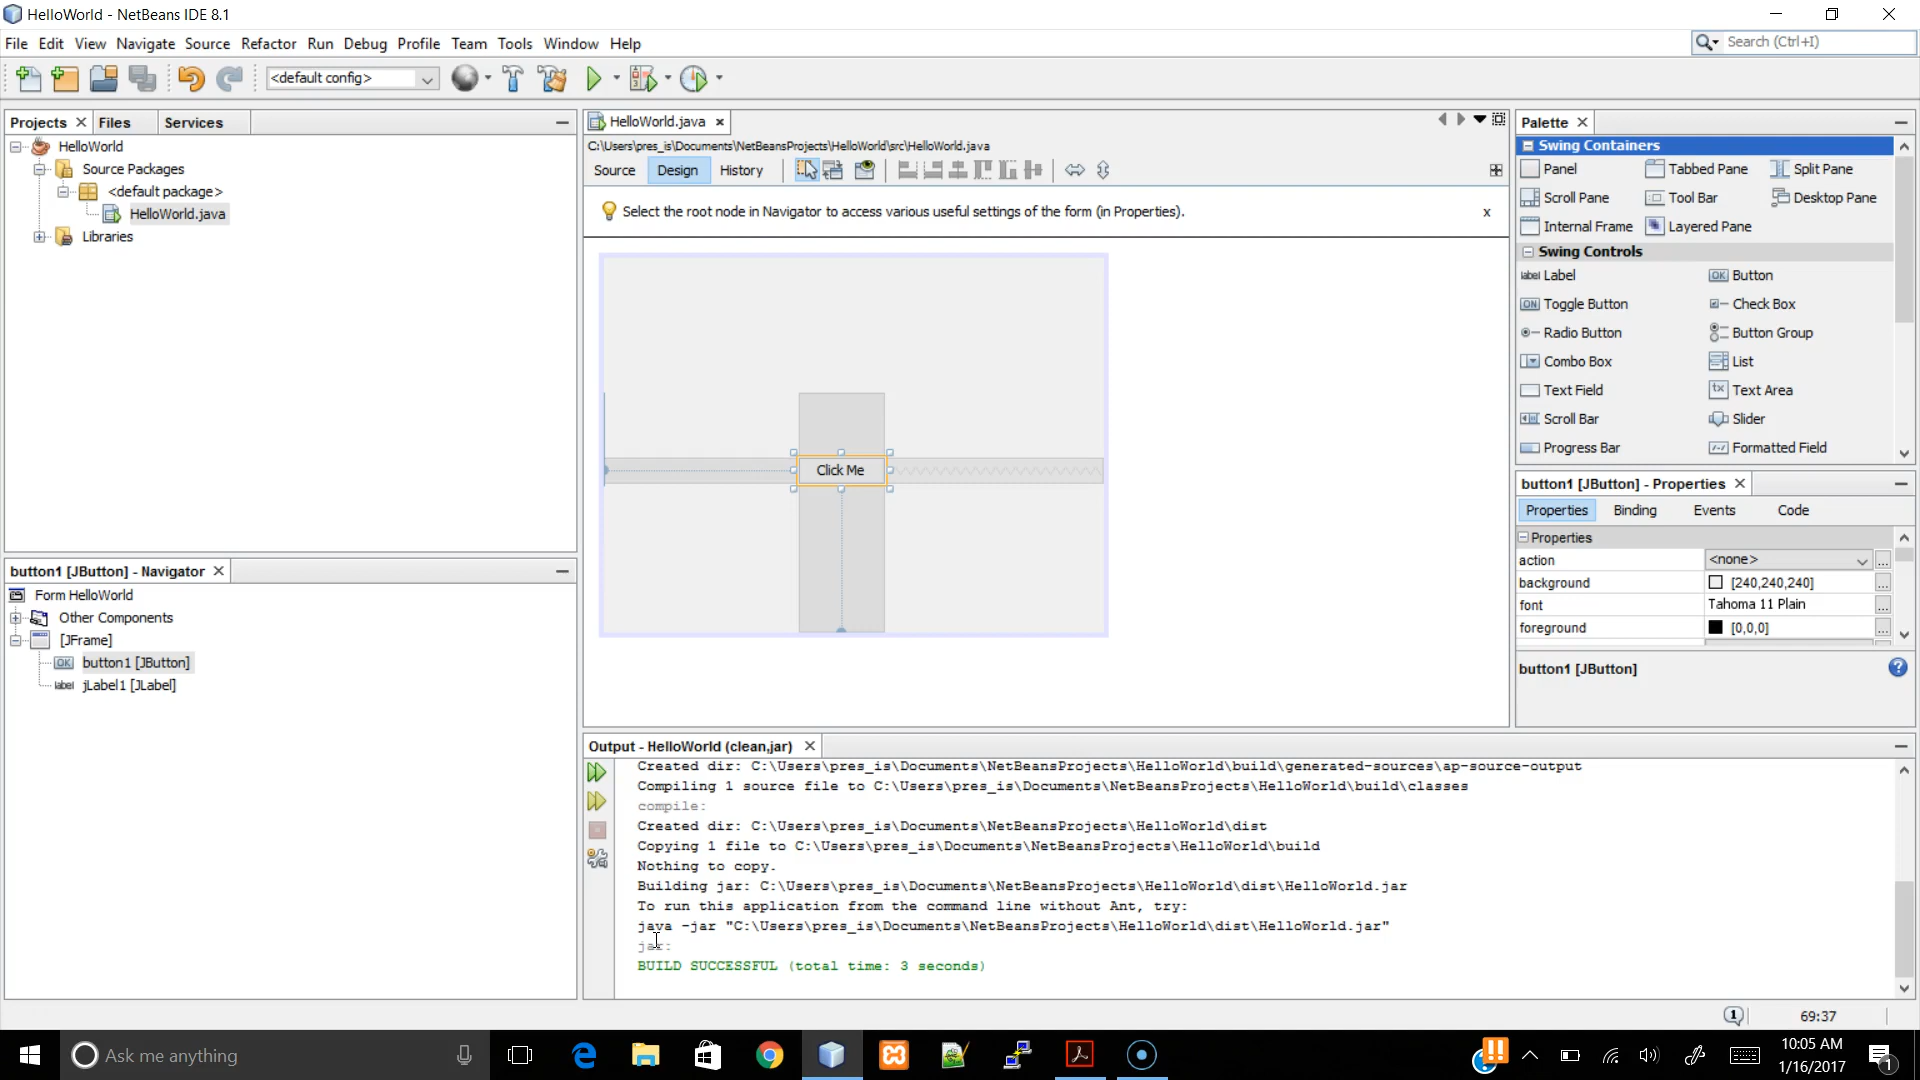 HelloWorld - NetBeans IDE 8.1
File Edit View Navigate Source Refactor Run Debug Profile Team Tools Window Help
Search (Ctrl+I)
<default config>
Projects Files Services
HelloWorld
Source Packages
<default package>
HelloWorld.java
Libraries
button1 [JButton] - Navigator
Form HelloWorld
Other Components
[JFrame]
OK button1 [JButton]
label jLabel1 [JLabel]
HelloWorld.java
C:\Users\pres_is\Documents\NetBeansProjects\HelloWorld\src\HelloWorld.java
Source Design History
Select the root node in Navigator to access various useful settings of the form (in Properties). x
Click Me
Palette
Swing Containers
Panel Tabbed Pane Split Pane
Scroll Pane Tool Bar Desktop Pane
Internal Frame Layered Pane
Swing Controls
label Label OK Button
ON Toggle Button Check Box
Radio Button Button Group
Combo Box List
Text Field Text Area
Scroll Bar Slider
Progress Bar Formatted Field
button1 [JButton] - Properties
Properties Binding Events Code
Properties
action <none> ...
background [240,240,240] ...
font Tahoma 11 Plain ...
foreground [0,0,0] ...
button1 [JButton] ?
Output - HelloWorld (clean,jar)
Created dir: C:\Users\pres_is\Documents\NetBeansProjects\HelloWorld\build\generated-sources\ap-source-output
Compiling 1 source file to C:\Users\pres_is\Documents\NetBeansProjects\HelloWorld\build\classes
compile:
Created dir: C:\Users\pres_is\Documents\NetBeansProjects\HelloWorld\dist
Copying 1 file to C:\Users\pres_is\Documents\NetBeansProjects\HelloWorld\build
Nothing to copy.
Building jar: C:\Users\pres_is\Documents\NetBeansProjects\HelloWorld\dist\HelloWorld.jar
To run this application from the command line without Ant, try:
java -jar "C:\Users\pres_is\Documents\NetBeansProjects\HelloWorld\dist\HelloWorld.jar"
jar:
BUILD SUCCESSFUL (total time: 3 seconds)
1 69:37
Ask me anything
10:05 AM
1/16/2017
1